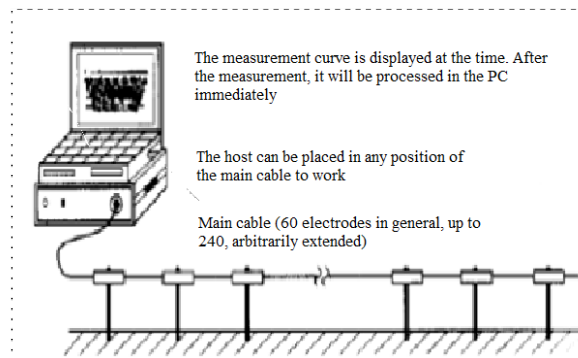 The measurement curve is displayed at the time. After
the measurement, it will be processed in the PC
immediately
The host can be placed in any position of
the main cable to work
Main cable (60 electrodes in general, up to
240, arbitrarily extended)